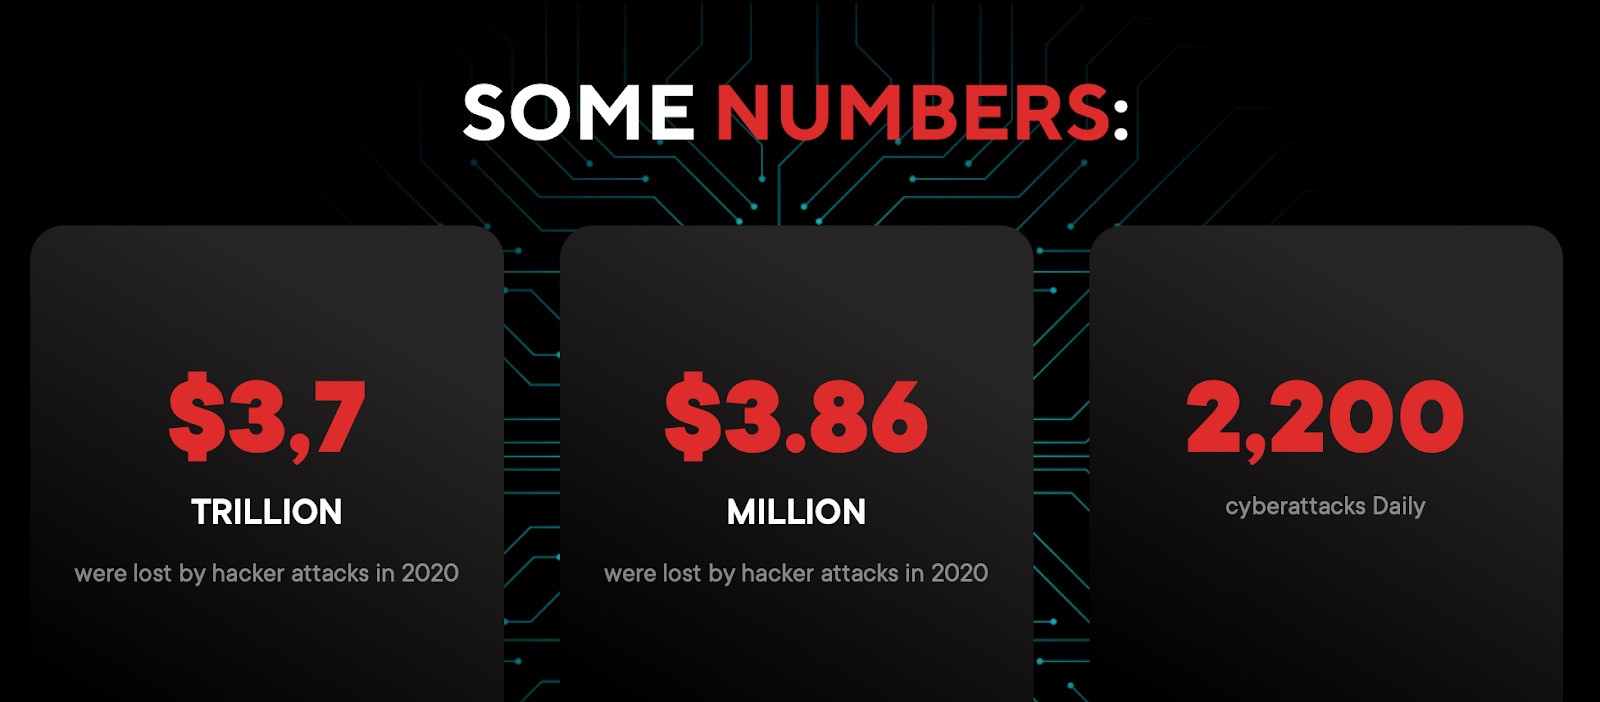 SOME NUMBERS:
$3,7
TRILLION
were lost by hacker attacks in 2020
$3.86
MILLION
were lost by hacker attacks in 2020
2,200
cyberattacks Daily